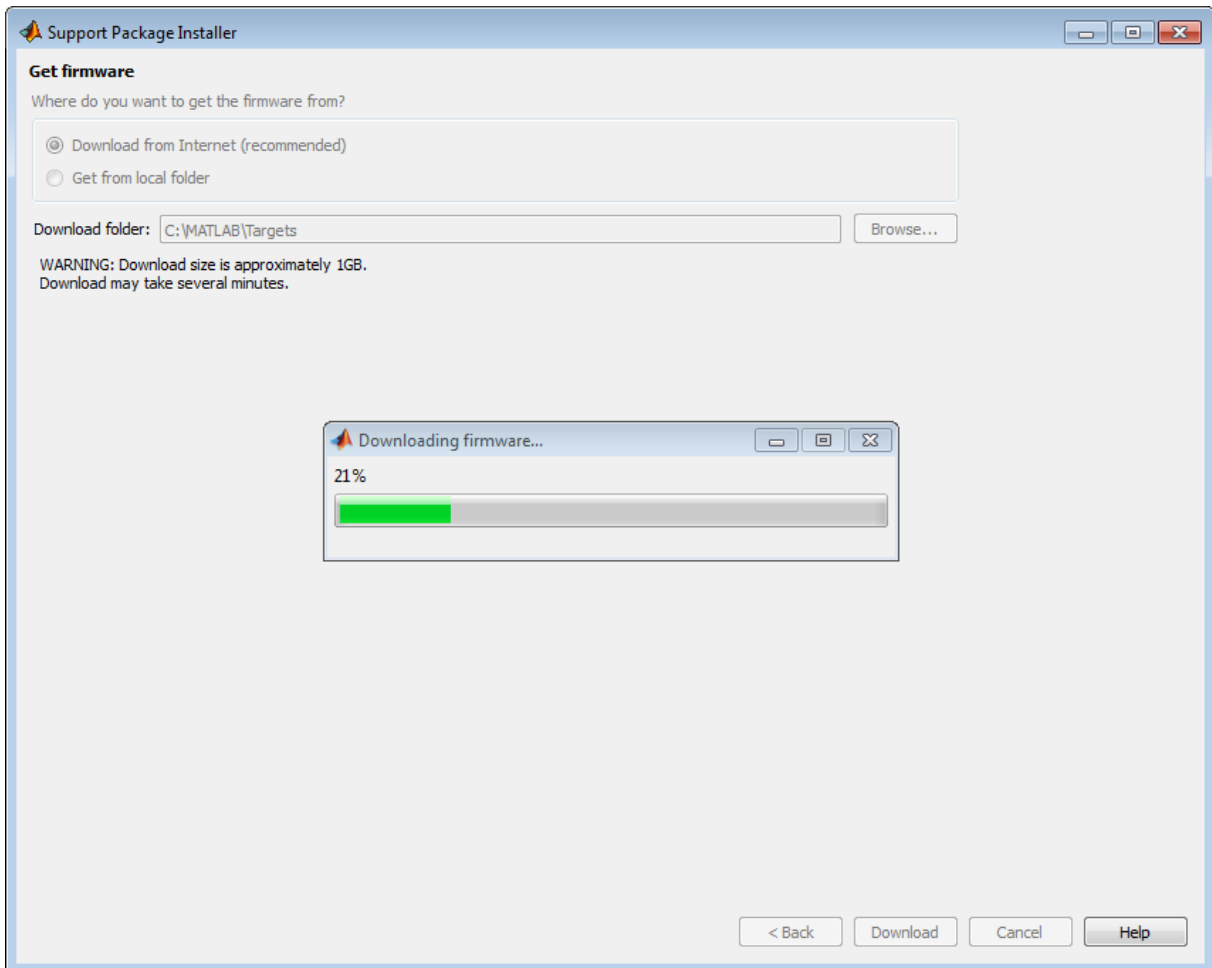 Support Package Installer
Get firmware
Where do you want to get the firmware from?
Download from Internet (recommended)
Get from local folder
Download folder: C:\MATLAB\Targets Browse...
WARNING: Download size is approximately 1GB.
Download may take several minutes.
Downloading firmware...
21%
< Back Download Cancel Help